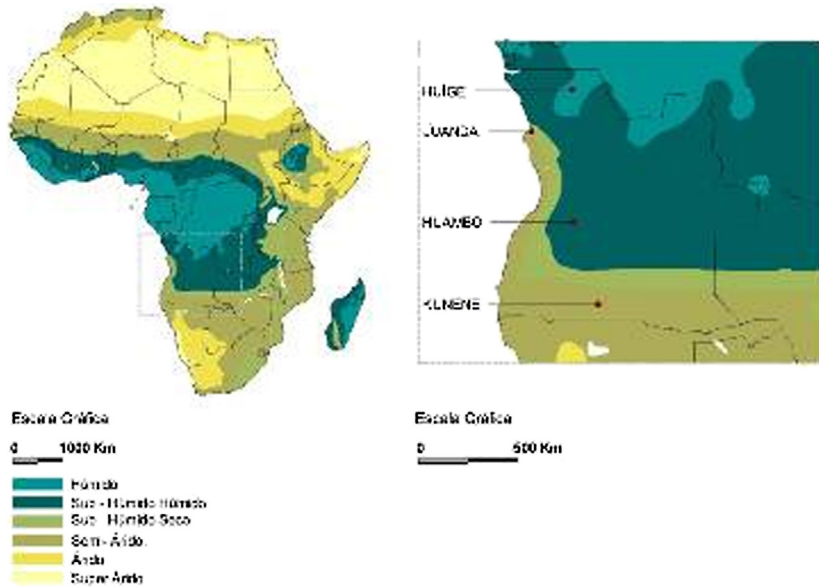 HUÍGE
LUANDA
HUAMBO
KUNENE
Escala Gráfica
0 1000 Km
Escala Gráfica
0 500 Km
Húmido
Sub - Húmido Húmido
Sub - Húmido Seco
Semi - Árido
Árido
Super Árido